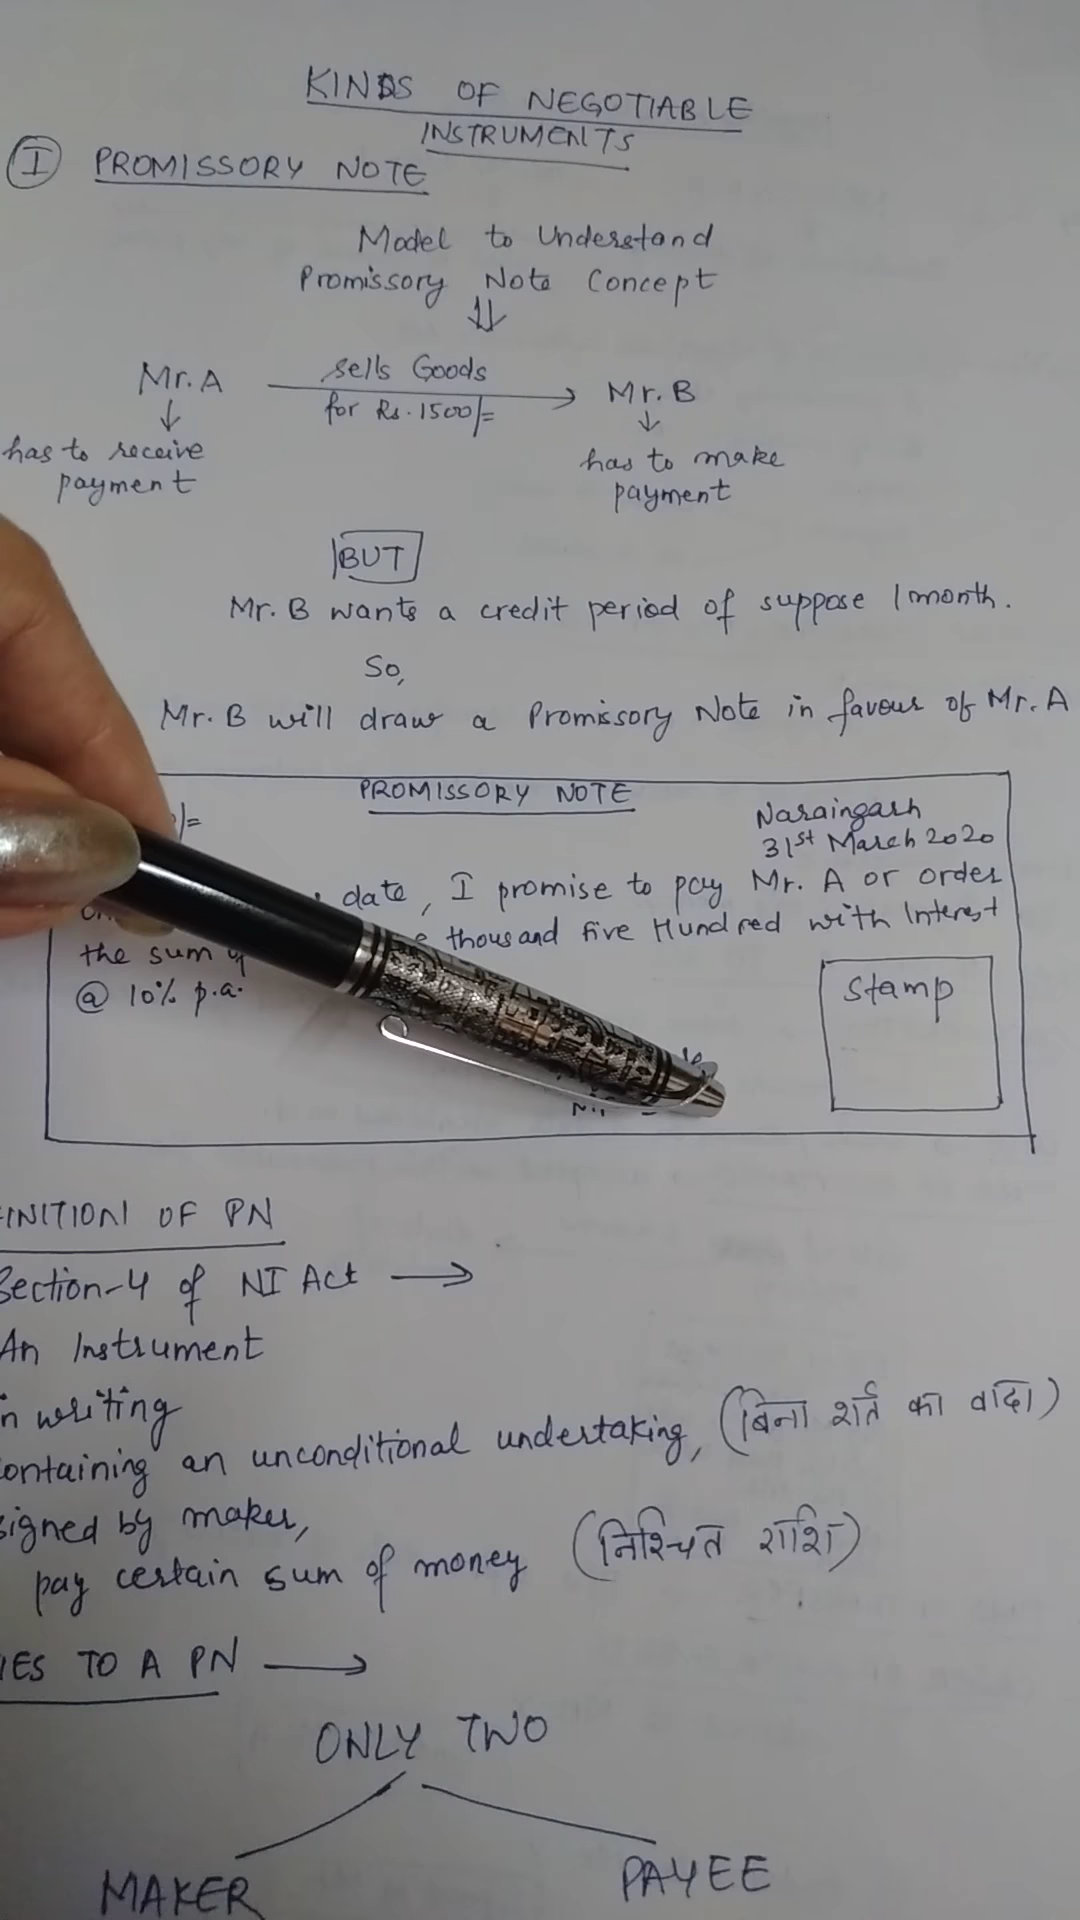 KINDS OF NEGOTIABLE
INSTRUMENTS
I PROMISSORY NOTE
Model to Understand
Promissory Note Concept
Mr. A sells Goods for Rs. 1500/= Mr. B
has to receive payment
has to make payment
BUT
Mr. B wants a credit period of suppose 1 month.
So,
Mr. B will draw a Promissory Note in favour of Mr. A
PROMISSORY NOTE
/=
Naraingarh
31st March 2020
date, I promise to pay Mr. A or order
the sum of thousand five Hundred with Interest
@ 10% p.a.
Stamp
INITION OF PN
Section-4 of NI Act
An Instrument
n writing
ontaining an unconditional undertaking, (बिना शर्त का वादा)
signed by maker,
pay certain sum of money (निश्चित राशि)
IES TO A PN
ONLY TWO
MAKER PAYEE